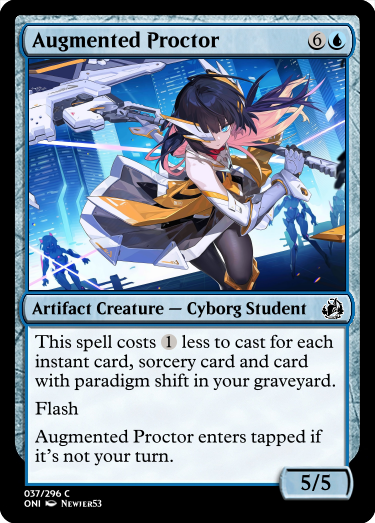 Augmented Proctor 6
Artifact Creature — Cyborg Student
This spell costs 1 less to cast for each
instant card, sorcery card and card
with paradigm shift in your graveyard.
Flash
Augmented Proctor enters tapped if
it's not your turn.
5/5
037/296 C
ONI Newier53